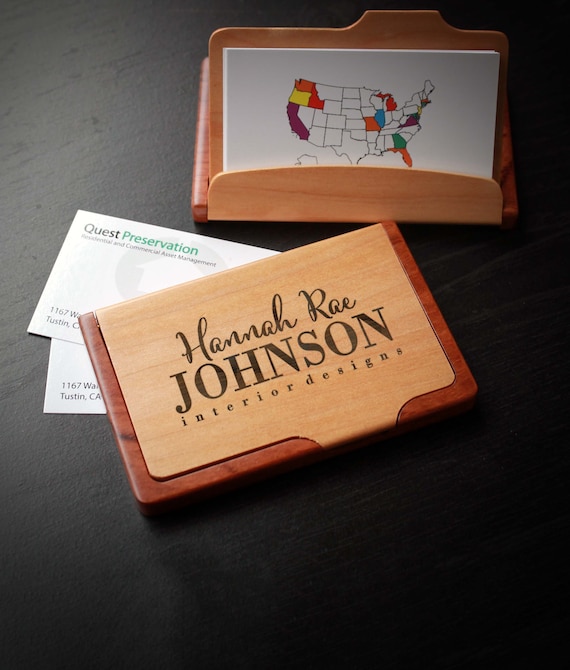 Quest Preservation
Residential and Commercial Asset Management
1167
Tustin, CA
1167
Tustin, CA
Hannah Rae
JOHNSON
interior designs